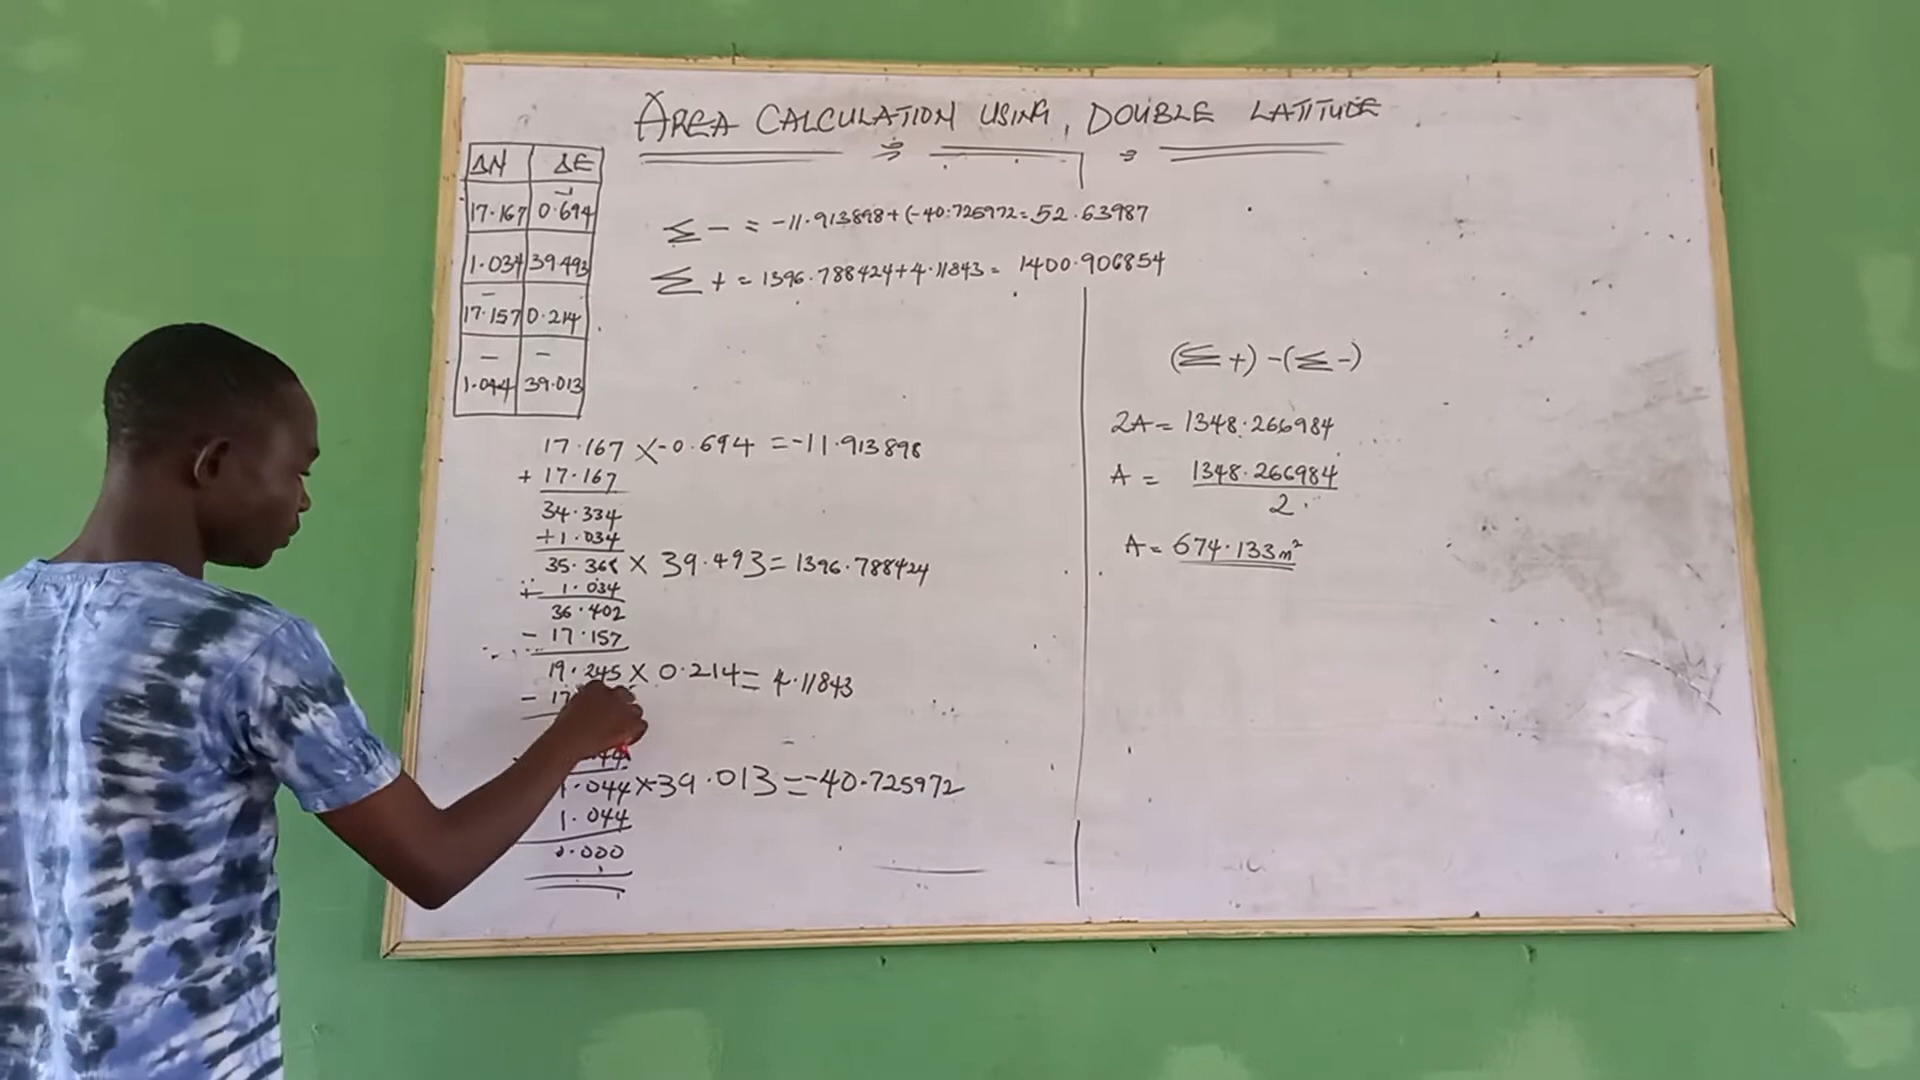 AREA CALCULATION USING, DOUBLE LATITUDE
ΔN ΔE
17.167 -0.694
1.034 39.493
-17.157 0.214
-1.044 -39.013
Σ- = -11.913898+(-40.725972=52.63987
Σ+ = 1396.788424+4.11843= 1400.906854
17.167 X-0.694 =-11.913898
+ 17.167
34.334
+1.034
35.368 X 39.493=1396.788424
+ 1.034
36.402
- 17.157
19.245 X 0.214= 4.11843
- 17
44
1.044 X-39.013=-40.725972
1.044
0.000
(Σ+)-(Σ-)
2A= 1348.266984
A = 1348.266984
2
A= 674.133m²